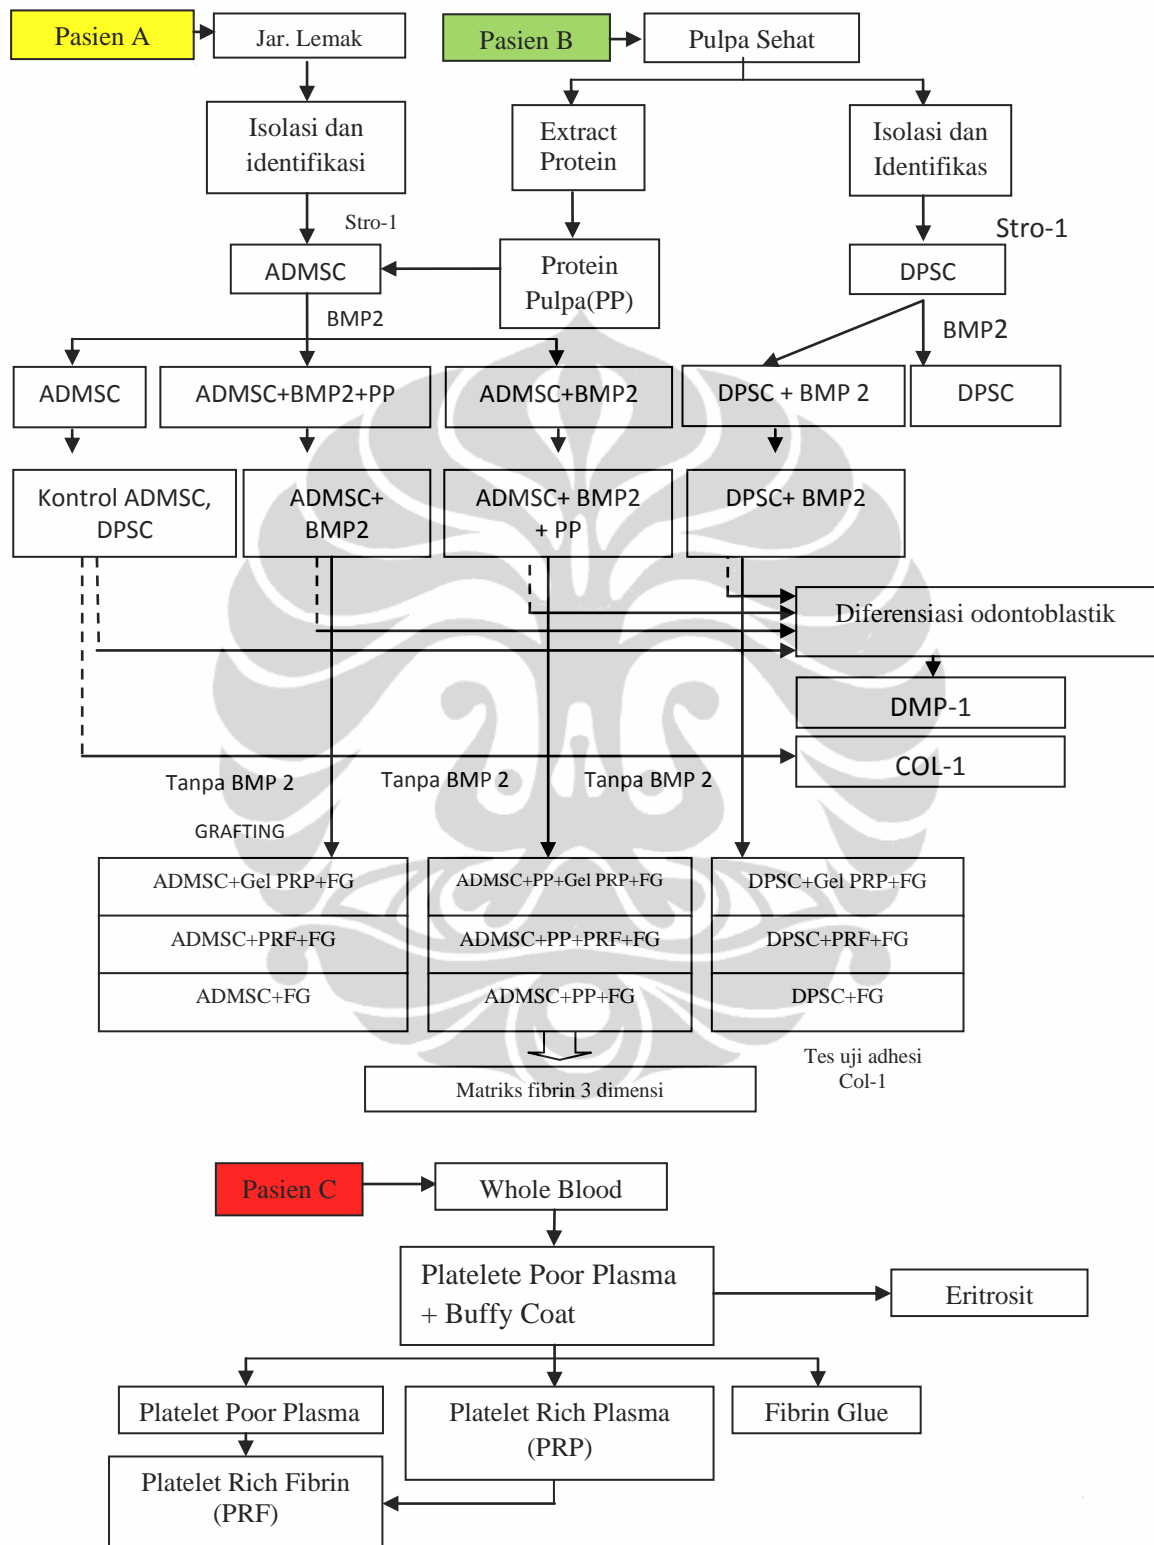 Pasien A
Jar. Lemak
Pasien B
Pulpa Sehat
Isolasi dan
identifikasi
Extract
Protein
Isolasi dan
Identifikas
Stro-1
Stro-1
ADMSC
Protein
Pulpa(PP)
DPSC
BMP2
BMP2
ADMSC
ADMSC+BMP2+PP
ADMSC+BMP2
DPSC + BMP 2
DPSC
Kontrol ADMSC,
DPSC
ADMSC+
BMP2
ADMSC+ BMP2
+ PP
DPSC+ BMP2
Diferensiasi odontoblastik
DMP-1
COL-1
Tanpa BMP 2
Tanpa BMP 2
Tanpa BMP 2
GRAFTING
ADMSC+Gel PRP+FG
ADMSC+PP+Gel PRP+FG
DPSC+Gel PRP+FG
ADMSC+PRF+FG
ADMSC+PP+PRF+FG
DPSC+PRF+FG
ADMSC+FG
ADMSC+PP+FG
DPSC+FG
Tes uji adhesi
Col-1
Matriks fibrin 3 dimensi
Pasien C
Whole Blood
Platelete Poor Plasma
+ Buffy Coat
Eritrosit
Platelet Poor Plasma
Platelet Rich Plasma
(PRP)
Fibrin Glue
Platelet Rich Fibrin
(PRF)